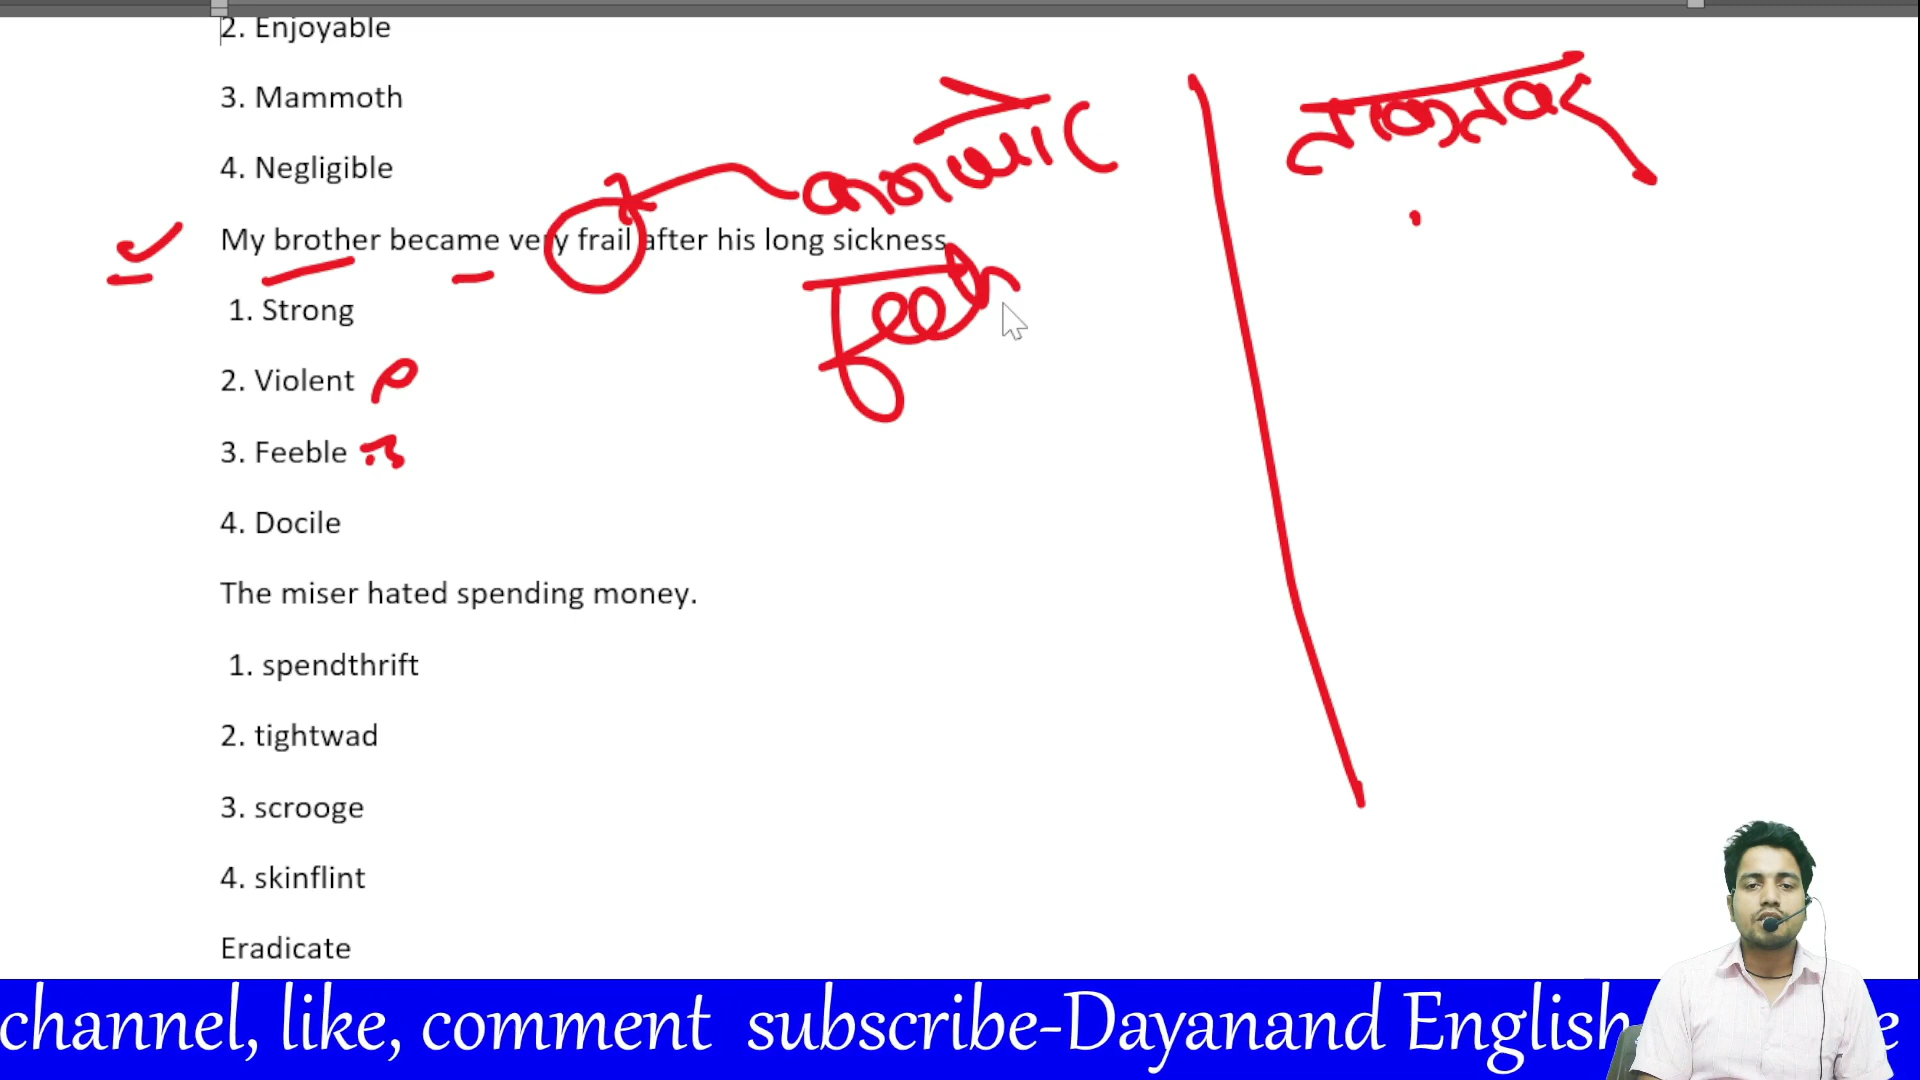 2. Enjoyable
3. Mammoth
4. Negligible
My brother became very frail after his long sickness.
1. Strong
2. Violent
3. Feeble
4. Docile
The miser hated spending money.
1. spendthrift
2. tightwad
3. scrooge
4. skinflint
Eradicate
channel, like, comment subscribe-Dayanand English